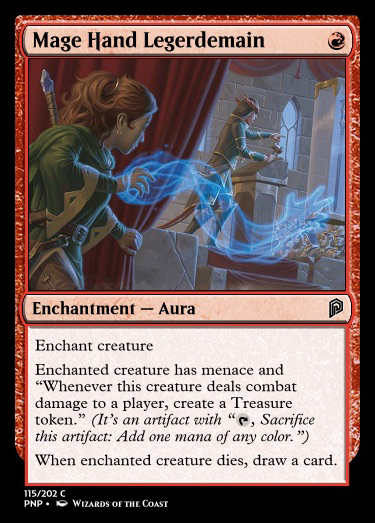 Mage Hand Legerdemain
Enchantment — Aura
Enchant creature
Enchanted creature has menace and
“Whenever this creature deals combat
damage to a player, create a Treasure
token.” (It’s an artifact with “, Sacrifice
this artifact: Add one mana of any color.”)
When enchanted creature dies, draw a card.
115/202 C
PNP • Wizards of the Coast